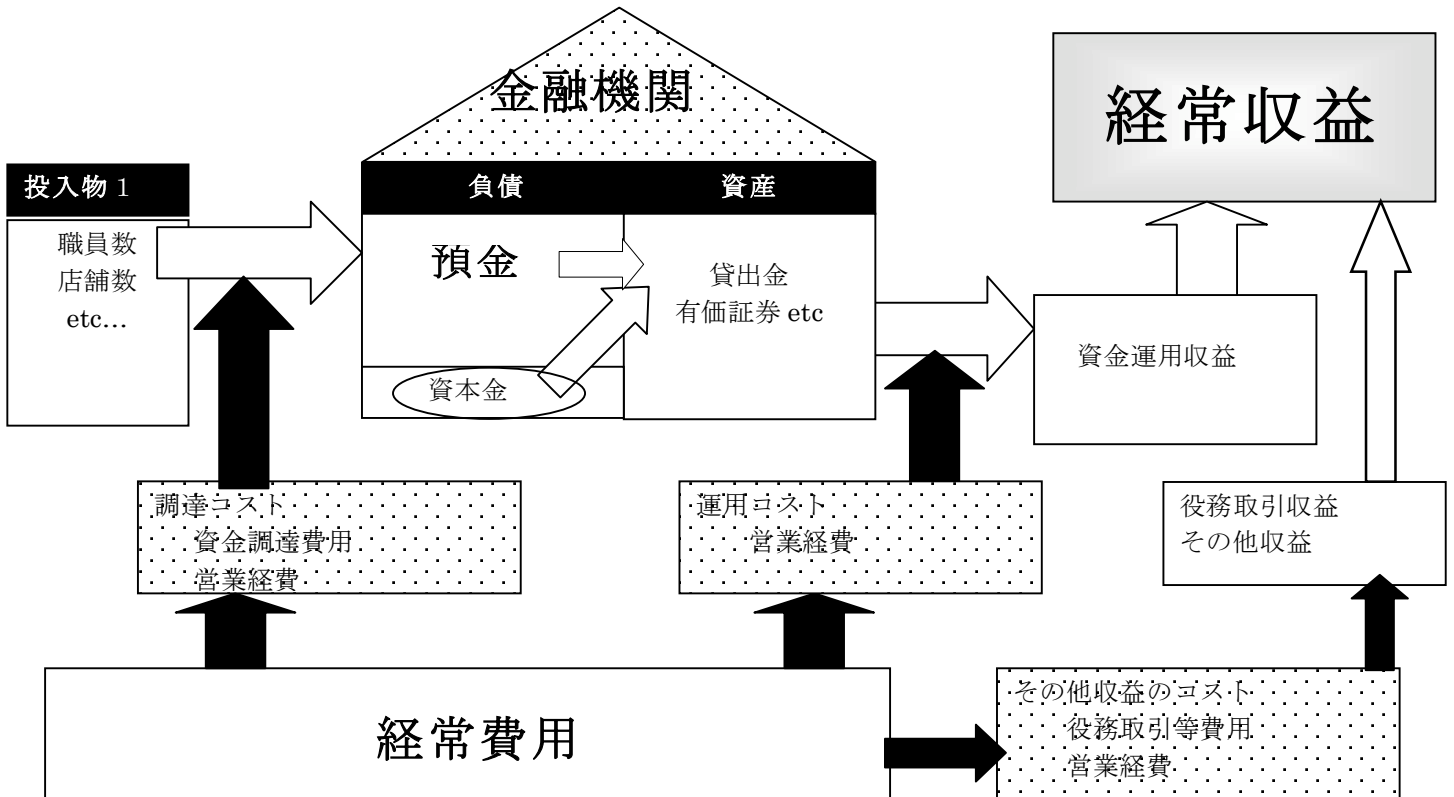 金融機関
経常収益
投入物 1
負債
資産
職員数
店舗数
etc…
預金
貸出金
有価証券 etc
資本金
資金運用収益
調達コスト
資金調達費用
営業経費
運用コスト
営業経費
役務取引収益
その他収益
経常費用
その他収益のコスト
役務取引等費用
営業経費